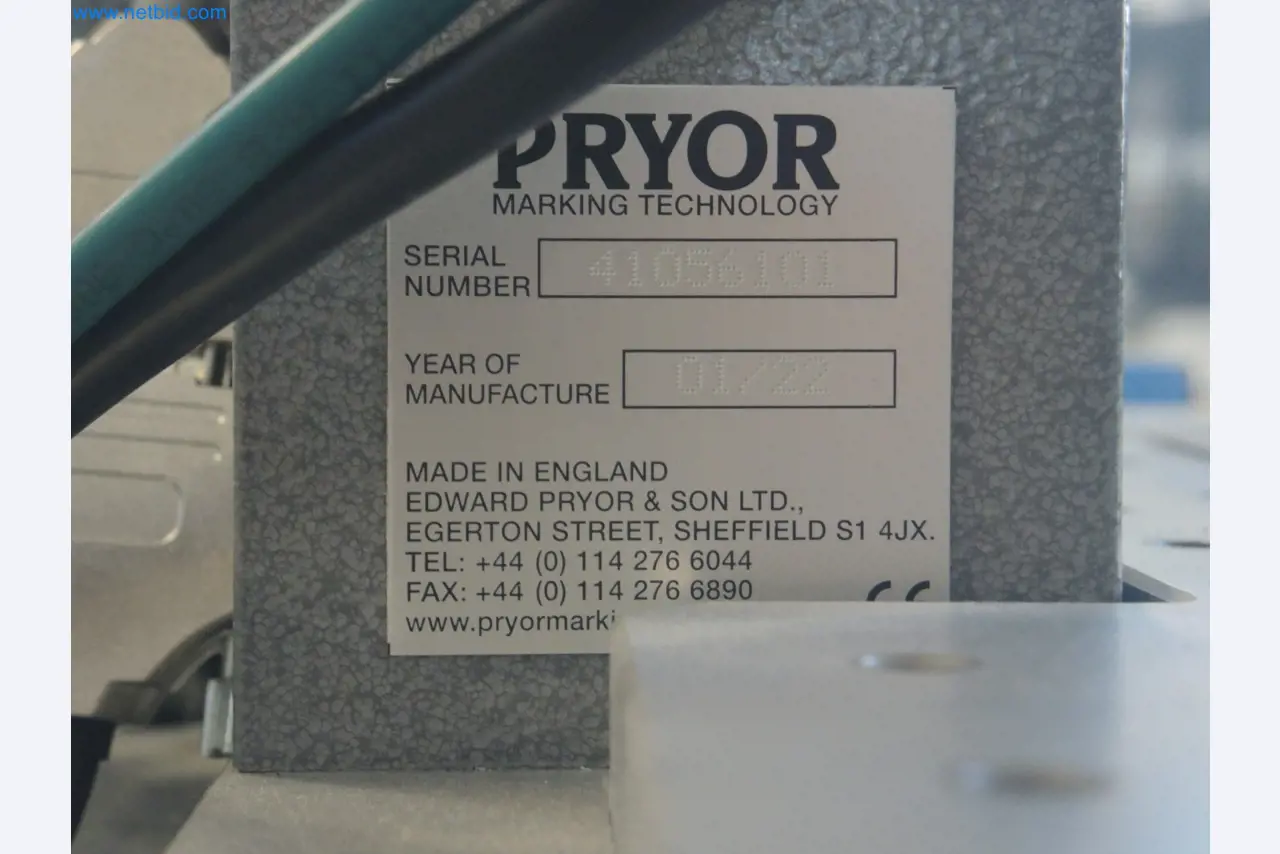 www.netbid.com
PRYOR
MARKING TECHNOLOGY
SERIAL
NUMBER
41056101
YEAR OF
MANUFACTURE
01/22
MADE IN ENGLAND
EDWARD PRYOR & SON LTD.,
EGERTON STREET, SHEFFIELD S1 4JX.
TEL: +44 (0) 114 276 6044
FAX: +44 (0) 114 276 6890
CE
www.pryormarki